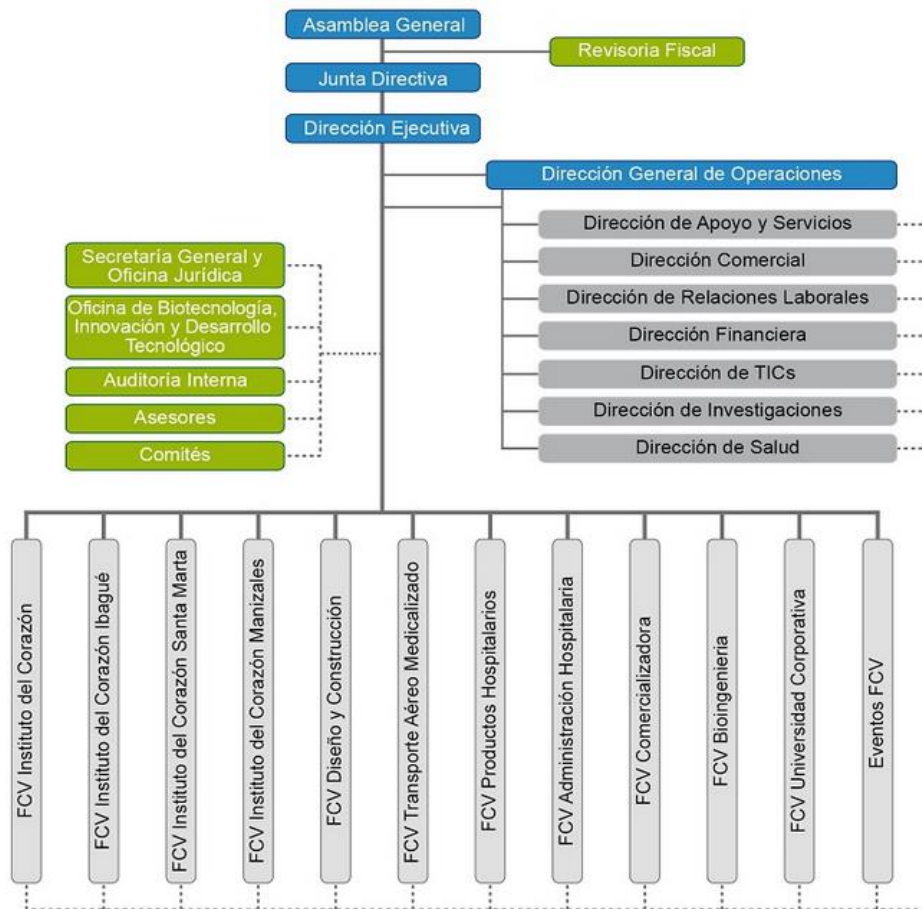 Asamblea General
Revisoria Fiscal
Junta Directiva
Dirección Ejecutiva
Dirección General de Operaciones
Dirección de Apoyo y Servicios
Dirección Comercial
Dirección de Relaciones Laborales
Dirección Financiera
Dirección de TICs
Dirección de Investigaciones
Dirección de Salud
Secretaría General y
Oficina Jurídica
Oficina de Biotecnología,
Innovación y Desarrollo
Tecnológico
Auditoría Interna
Asesores
Comités
FCV Instituto del Corazón
FCV Instituto del Corazón Ibagué
FCV Instituto del Corazón Santa Marta
FCV Instituto del Corazón Manizales
FCV Diseño y Construcción
FCV Transporte Aéreo Medicalizado
FCV Productos Hospitalarios
FCV Administración Hospitalaria
FCV Comercializadora
FCV Bioingenieria
FCV Universidad Corporativa
Eventos FCV